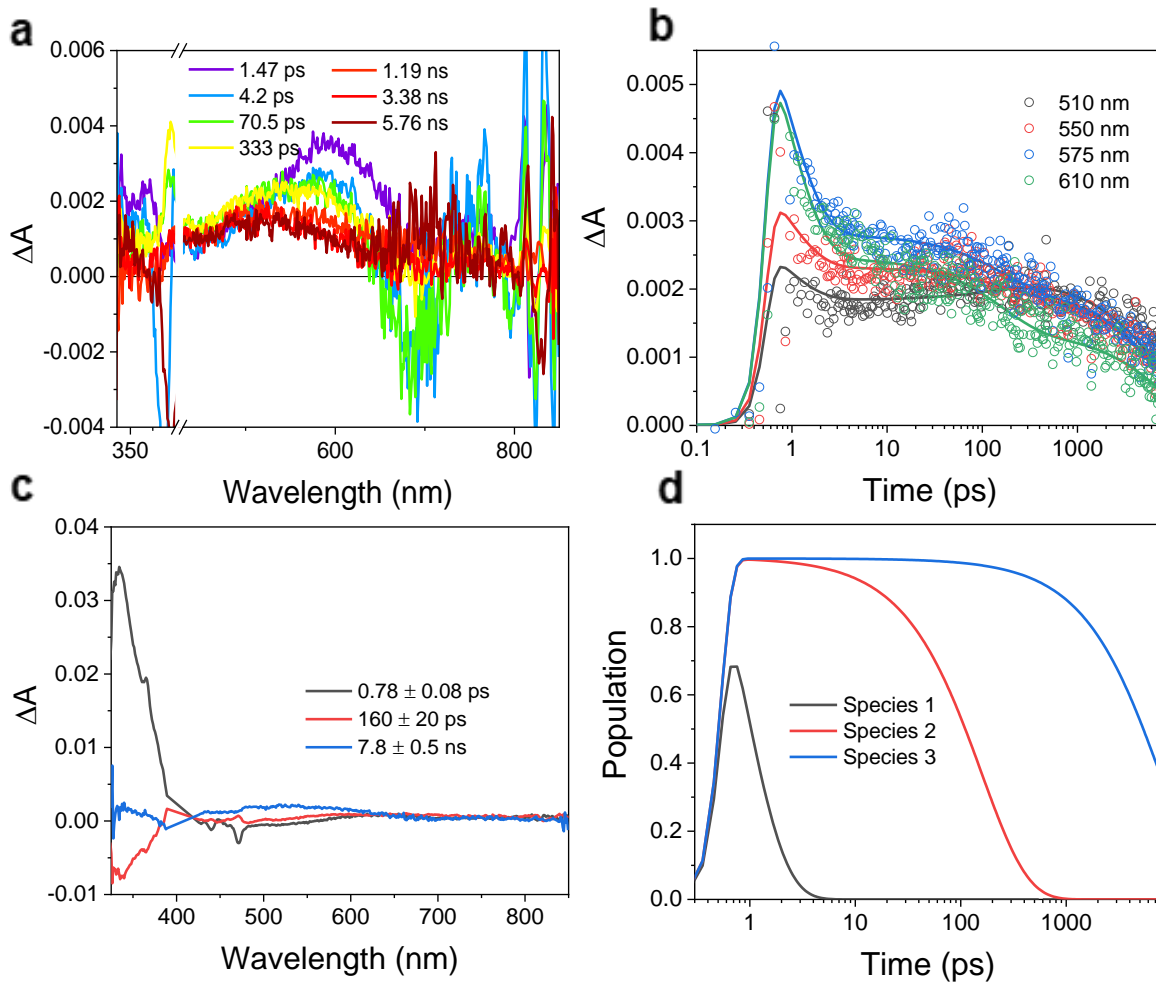 a
0.006
0.004
0.002
0.000
-0.002
-0.004
ΔA
1.47 ps
4.2 ps
70.5 ps
333 ps
1.19 ns
3.38 ns
5.76 ns
350
600
800
Wavelength (nm)
b
0.005
0.004
0.003
0.002
0.001
0.000
ΔA
510 nm
550 nm
575 nm
610 nm
0.1
1
10
100
1000
Time (ps)
c
0.04
0.03
0.02
0.01
0.00
-0.01
ΔA
0.78 ± 0.08 ps
160 ± 20 ps
7.8 ± 0.5 ns
400
500
600
700
800
Wavelength (nm)
d
1.0
0.8
0.6
0.4
0.2
0.0
Population
Species 1
Species 2
Species 3
1
10
100
1000
Time (ps)